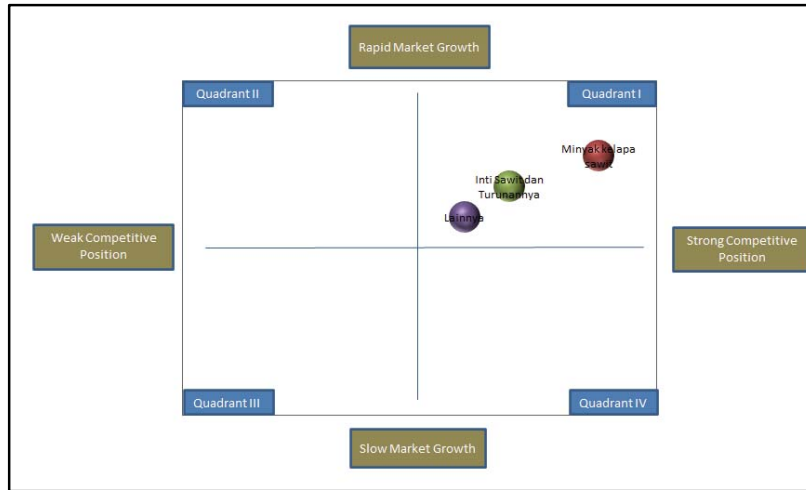 Rapid Market Growth
Quadrant II
Quadrant I
Minyak kelapa
sawit
Inti Sawit dan
Turunannya
Lainnya
Weak Competitive
Position
Strong Competitive
Position
Quadrant III
Quadrant IV
Slow Market Growth